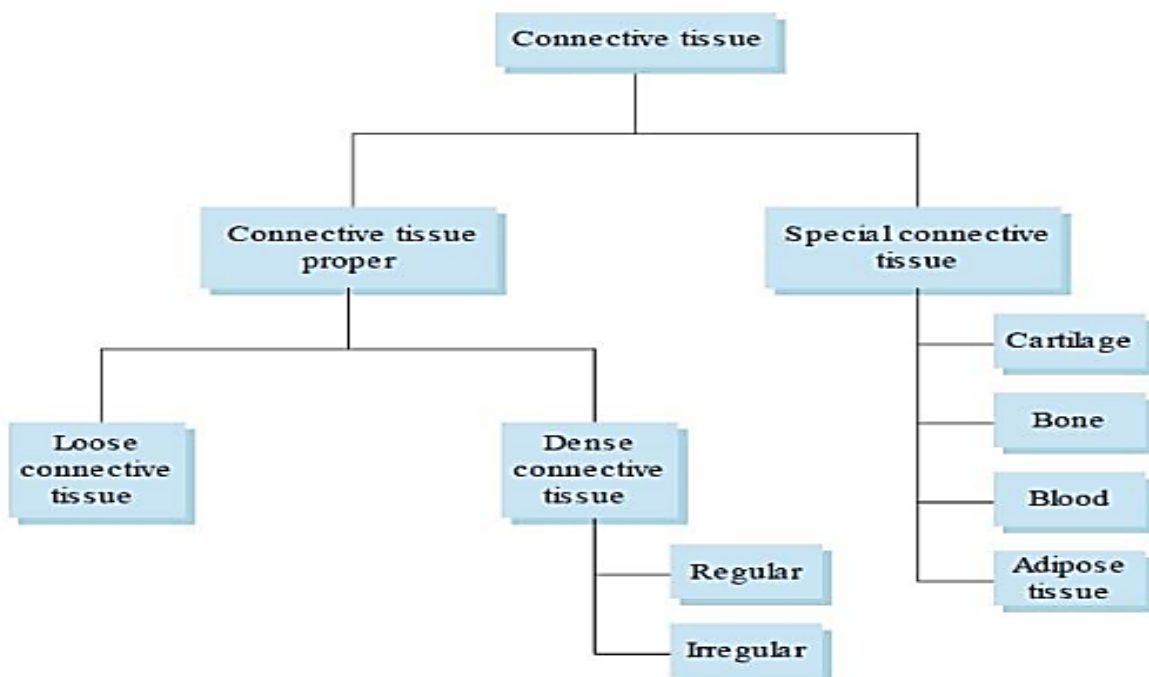 Connective tissue
Connective tissue
proper
Special connective
tissue
Cartilage
Bone
Blood
Adipose
tissue
Loose
connective
tissue
Dense
connective
tissue
Regular
Irregular